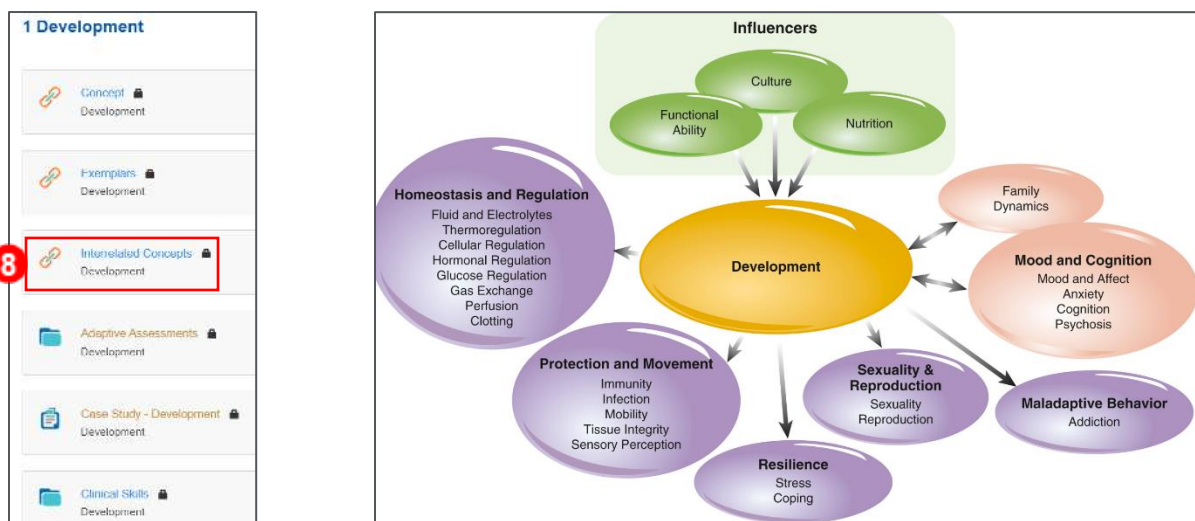 1 Development
Concept
Development
Exemplars
Development
8
Interrelated Concepts
Development
Adaptive Assessments
Development
Case Study - Development
Development
Clinical Skills
Development
Influencers
Culture
Functional
Ability
Nutrition
Homeostasis and Regulation
Fluid and Electrolytes
Thermoregulation
Cellular Regulation
Hormonal Regulation
Glucose Regulation
Gas Exchange
Perfusion
Clotting
Development
Family
Dynamics
Mood and Cognition
Mood and Affect
Anxiety
Cognition
Psychosis
Protection and Movement
Immunity
Infection
Mobility
Tissue Integrity
Sensory Perception
Sexuality &
Reproduction
Sexuality
Reproduction
Maladaptive Behavior
Addiction
Resilience
Stress
Coping